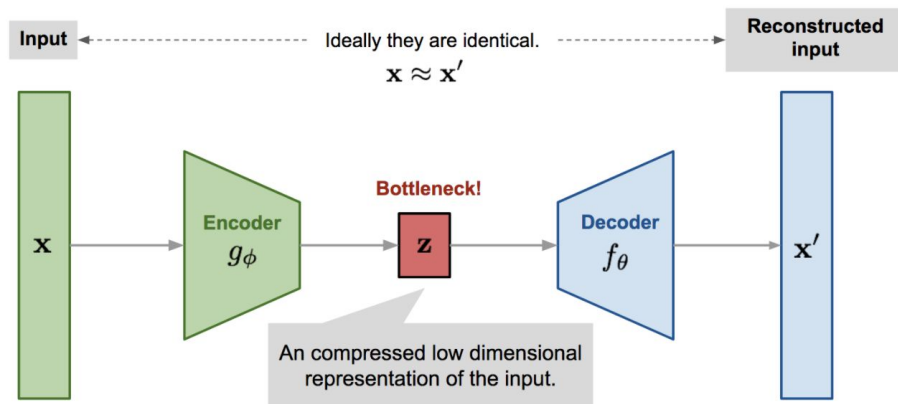 Input
Ideally they are identical.
Reconstructed
input
x ≈ x′
Bottleneck!
x
Encoder
gϕ
z
Decoder
fθ
x′
An compressed low dimensional
representation of the input.